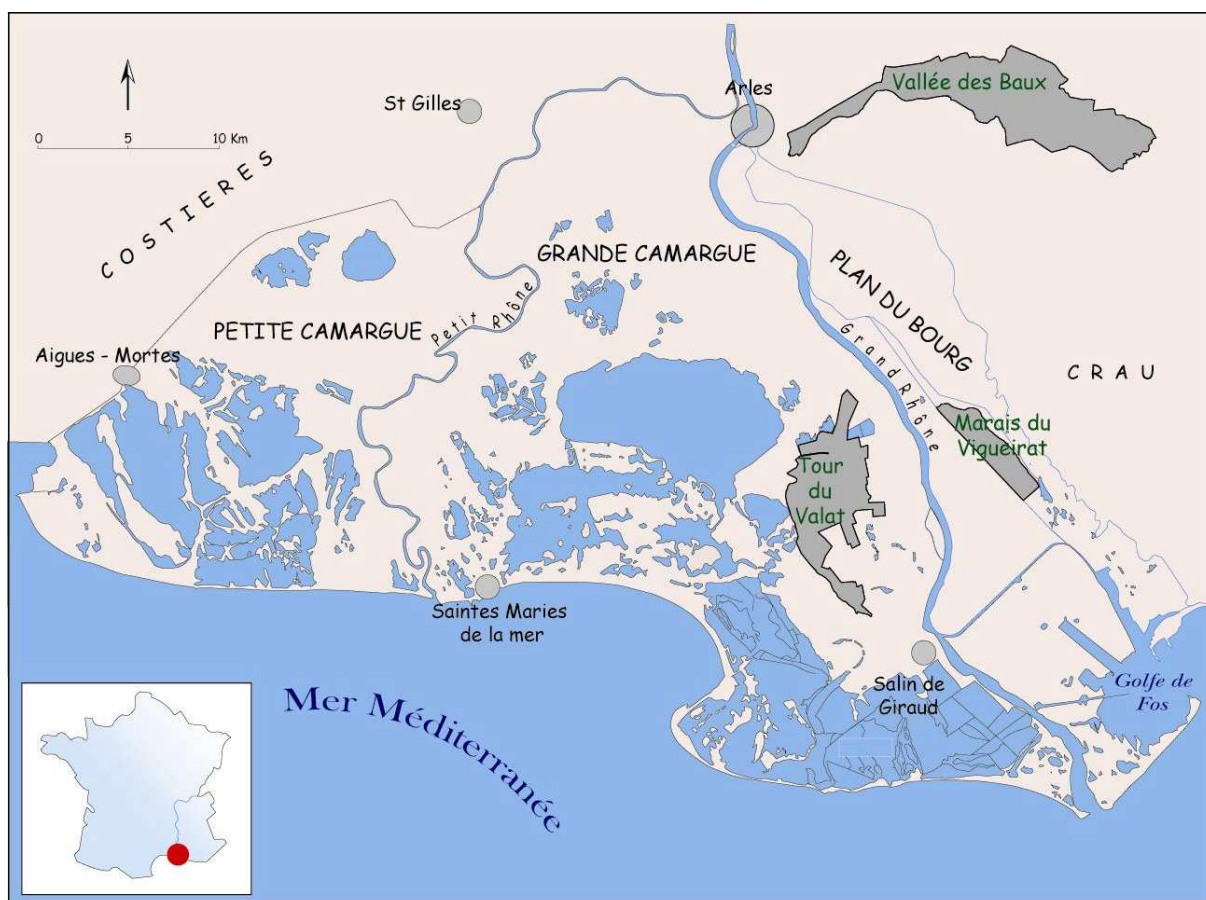 Vallée des Baux
Arles
St Gilles
0 5 10 Km
COSTIERES
GRANDE CAMARGUE
PLAN DU BOURG
PETITE CAMARGUE
Petit Rhône
Grand Rhône
Aigues - Mortes
CRAU
Marais du
Vigueirat
Tour
du
Valat
Saintes Maries
de la mer
Salin de
Giraud
Golfe de
Fos
Mer Méditerranée